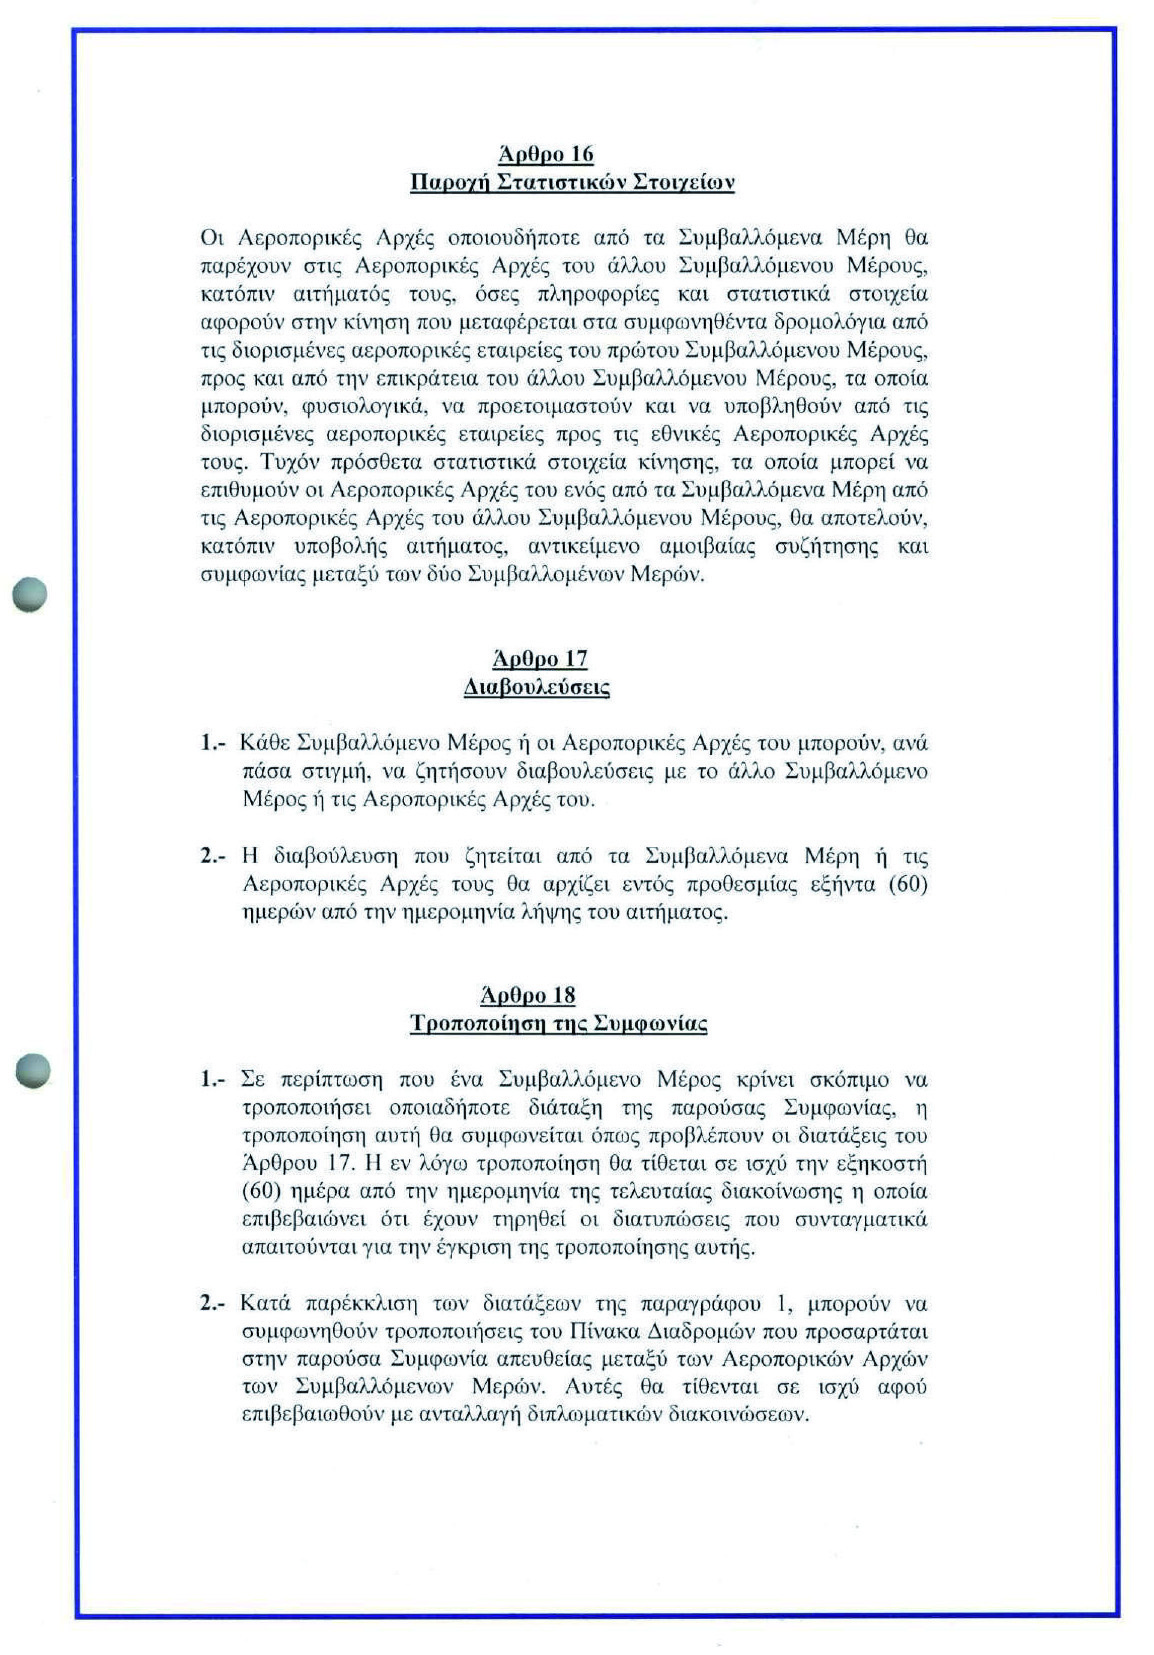 Άρθρο 16
Παροχή Στατιστικών Στοιχείων
Οι Αεροπορικές Αρχές οποιουδήποτε από τα Συμβαλλόμενα Μέρη θα
παρέχουν στις Αεροπορικές Αρχές του άλλου Συμβαλλόμενου Μέρους,
κατόπιν αιτήματός τους, όσες πληροφορίες και στατιστικά στοιχεία
αφορούν στην κίνηση που μεταφέρεται στα συμφωνηθέντα δρομολόγια από
τις διορισμένες αεροπορικές εταιρείες του πρώτου Συμβαλλόμενου Μέρους,
προς και από την επικράτεια του άλλου Συμβαλλόμενου Μέρους, τα οποία
μπορούν, φυσιολογικά, να προετοιμαστούν και να υποβληθούν από τις
διορισμένες αεροπορικές εταιρείες προς τις εθνικές Αεροπορικές Αρχές
τους. Τυχόν πρόσθετα στατιστικά στοιχεία κίνησης, τα οποία μπορεί να
επιθυμούν οι Αεροπορικές Αρχές του ενός από τα Συμβαλλόμενα Μέρη από
τις Αεροπορικές Αρχές του άλλου Συμβαλλόμενου Μέρους, θα αποτελούν,
κατόπιν υποβολής αιτήματος, αντικείμενο αμοιβαίας συζήτησης και
συμφωνίας μεταξύ των δύο Συμβαλλομένων Μερών.
Άρθρο 17
Διαβουλεύσεις
1.- Κάθε Συμβαλλόμενο Μέρος ή οι Αεροπορικές Αρχές του μπορούν, ανά
πάσα στιγμή, να ζητήσουν διαβουλεύσεις με το άλλο Συμβαλλόμενο
Μέρος ή τις Αεροπορικές Αρχές του.
2.- Η διαβούλευση που ζητείται από τα Συμβαλλόμενα Μέρη ή τις
Αεροπορικές Αρχές τους θα αρχίζει εντός προθεσμίας εξήντα (60)
ημερών από την ημερομηνία λήψης του αιτήματος.
Άρθρο 18
Τροποποίηση της Συμφωνίας
1.- Σε περίπτωση που ένα Συμβαλλόμενο Μέρος κρίνει σκόπιμο να
τροποποιήσει οποιαδήποτε διάταξη της παρούσας Συμφωνίας, η
τροποποίηση αυτή θα συμφωνείται όπως προβλέπουν οι διατάξεις του
Άρθρου 17. Η εν λόγω τροποποίηση θα τίθεται σε ισχύ την εξηκοστή
(60) ημέρα από την ημερομηνία της τελευταίας διακοίνωσης η οποία
επιβεβαιώνει ότι έχουν τηρηθεί οι διατυπώσεις που συνταγματικά
απαιτούνται για την έγκριση της τροποποίησης αυτής.
2.- Κατά παρέκκλιση των διατάξεων της παραγράφου 1, μπορούν να
συμφωνηθούν τροποποιήσεις του Πίνακα Διαδρομών που προσαρτάται
στην παρούσα Συμφωνία απευθείας μεταξύ των Αεροπορικών Αρχών
των Συμβαλλόμενων Μερών. Αυτές θα τίθενται σε ισχύ αφού
επιβεβαιωθούν με ανταλλαγή διπλωματικών διακοινώσεων.